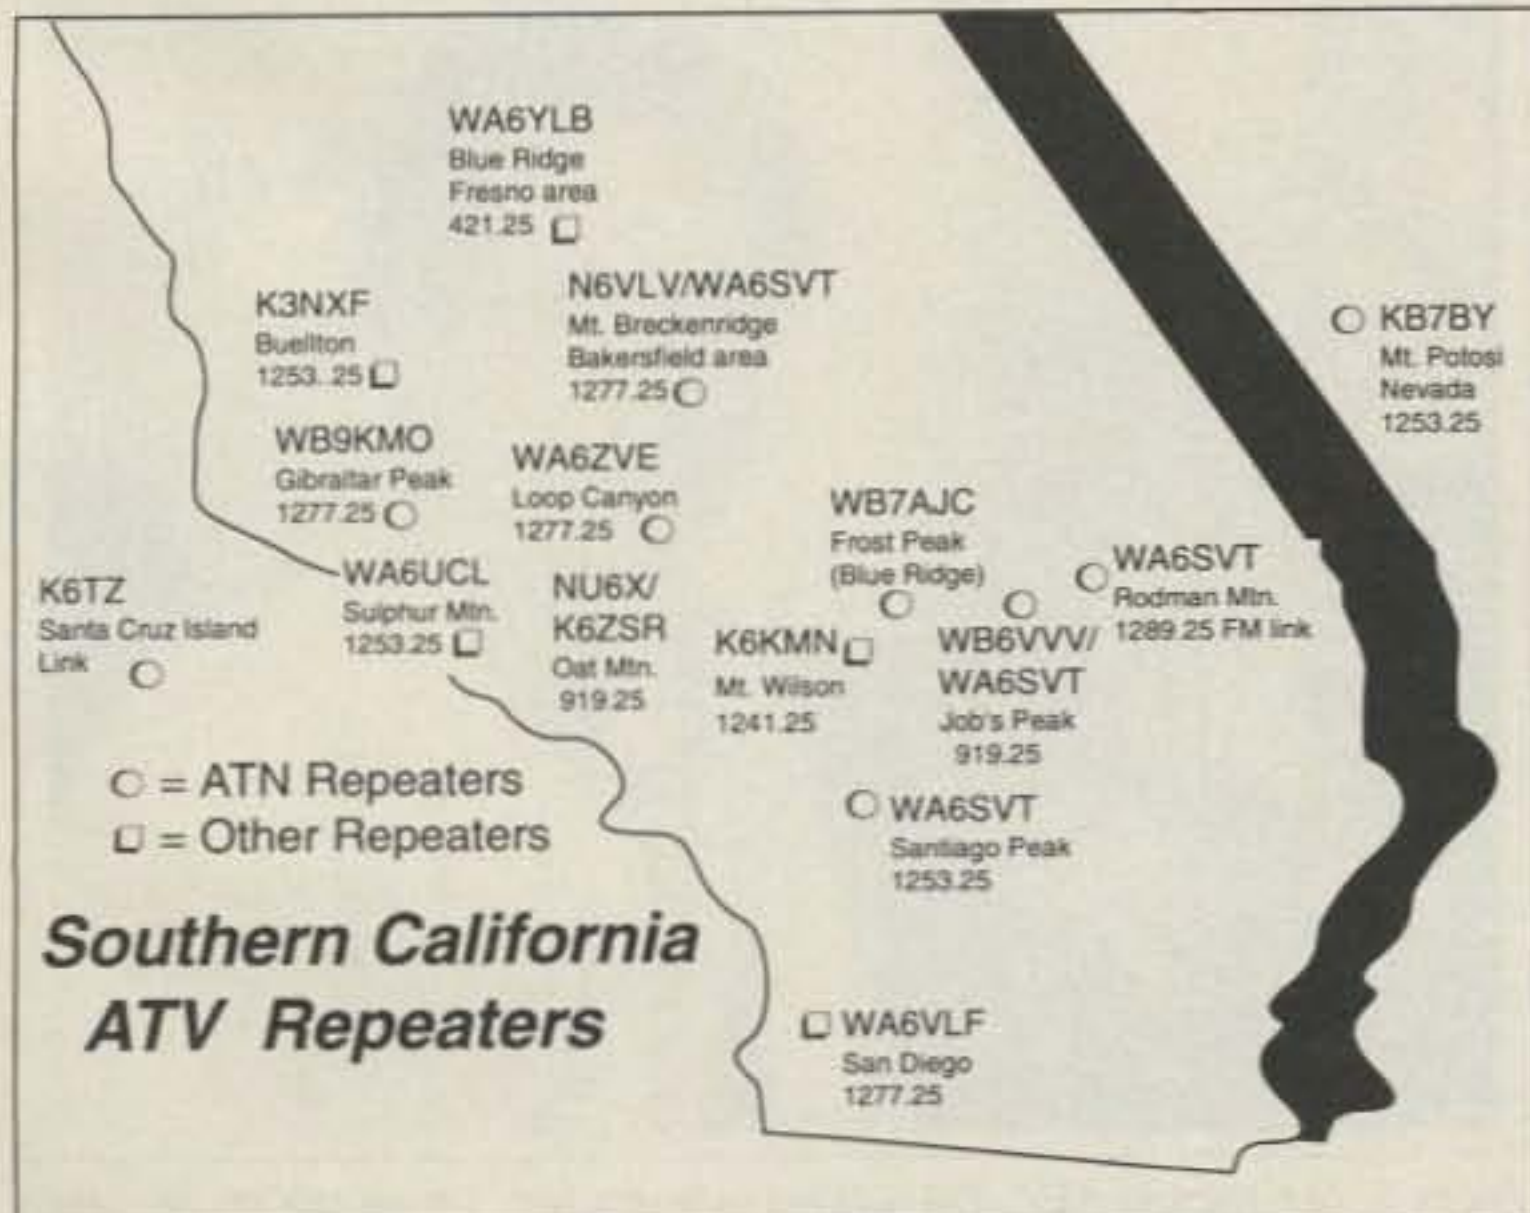 WA6YLB
Blue Ridge
Fresno area
421.25
K3NXF
Buellton
1253..25
N6VLV/WA6SVT
Mt. Breckenridge
Bakersfield area
1277.25
KB7BY
Mt. Potosi
Nevada
1253.25
WB9KMO
Gibraltar Peak
1277.25
WA6ZVE
Loop Canyon
1277.25
WB7AJC
Frost Peak
(Blue Ridge)
WA6SVT
Rodman Mtn.
1289.25 FM link
K6TZ
Santa Cruz Island
Link
WA6UCL
Sulphur Mtn.
1253.25
NU6X/
K6ZSR
Oat Mtn.
919.25
K6KMN
Mt. Wilson
1241.25
WB6VVV/
WA6SVT
Job's Peak
919.25
= ATN Repeaters
= Other Repeaters
WA6SVT
Santiago Peak
1253.25
Southern California
ATV Repeaters
WA6VLF
San Diego
1277.25